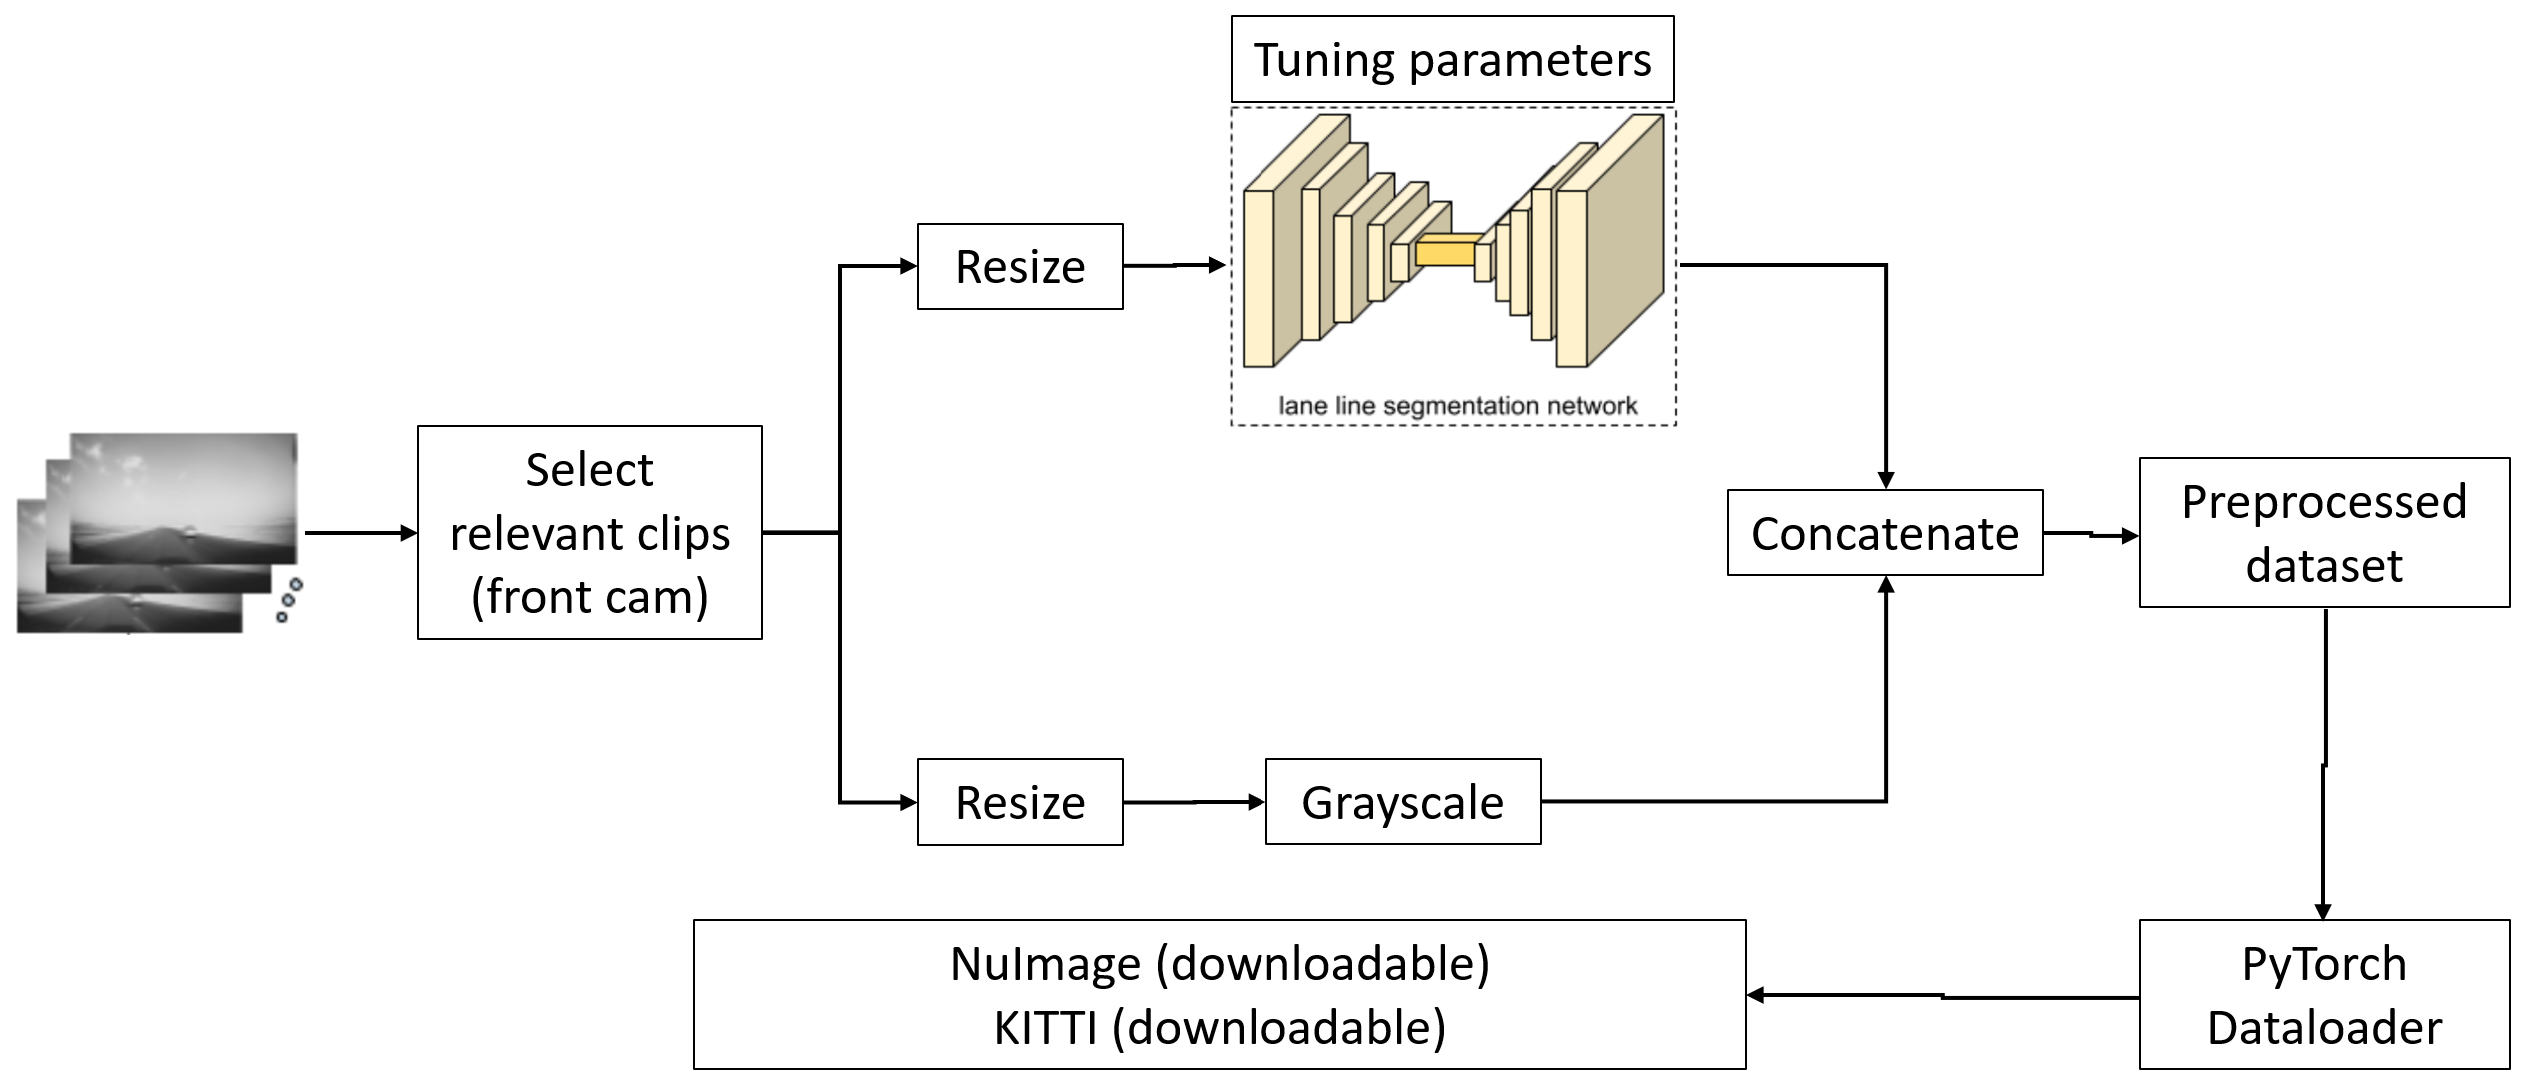 Tuning parameters
lane line segmentation network
Resize
Select
relevant clips
(front cam)
Concatenate
Preprocessed
dataset
Resize
Grayscale
NuImage (downloadable)
KITTI (downloadable)
PyTorch
Dataloader